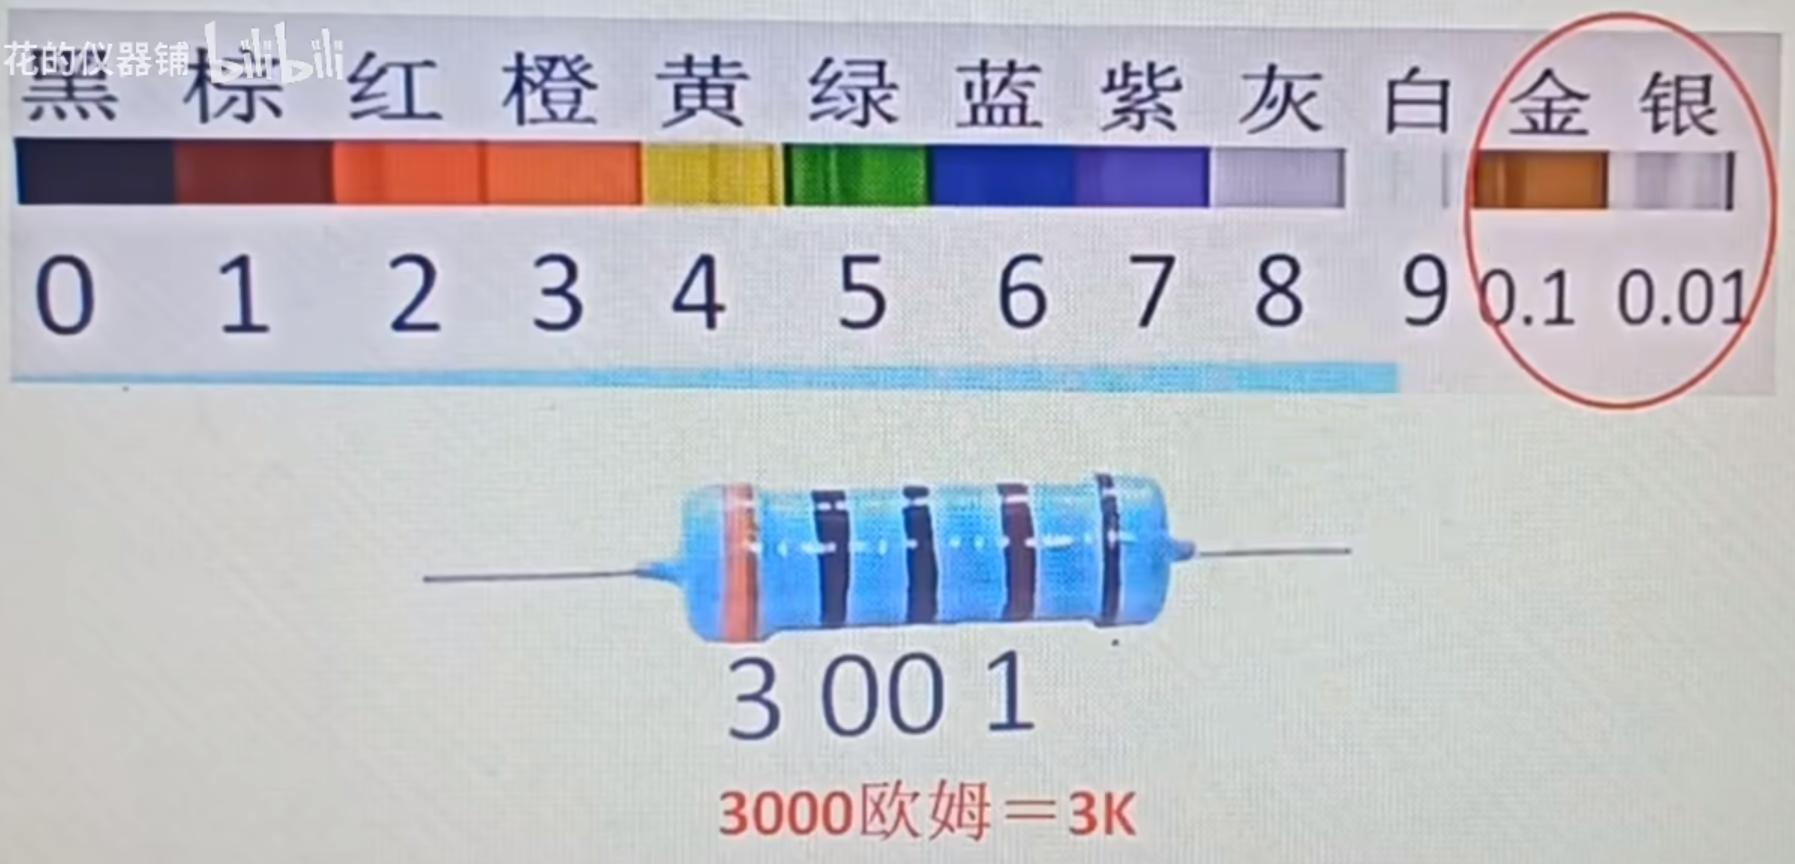 花的仪器铺 bilibili
黑 棕 红 橙 黄 绿 蓝 紫 灰 白 金 银
0 1 2 3 4 5 6 7 8 9 0.1 0.01
3 00 1
3000欧姆=3K